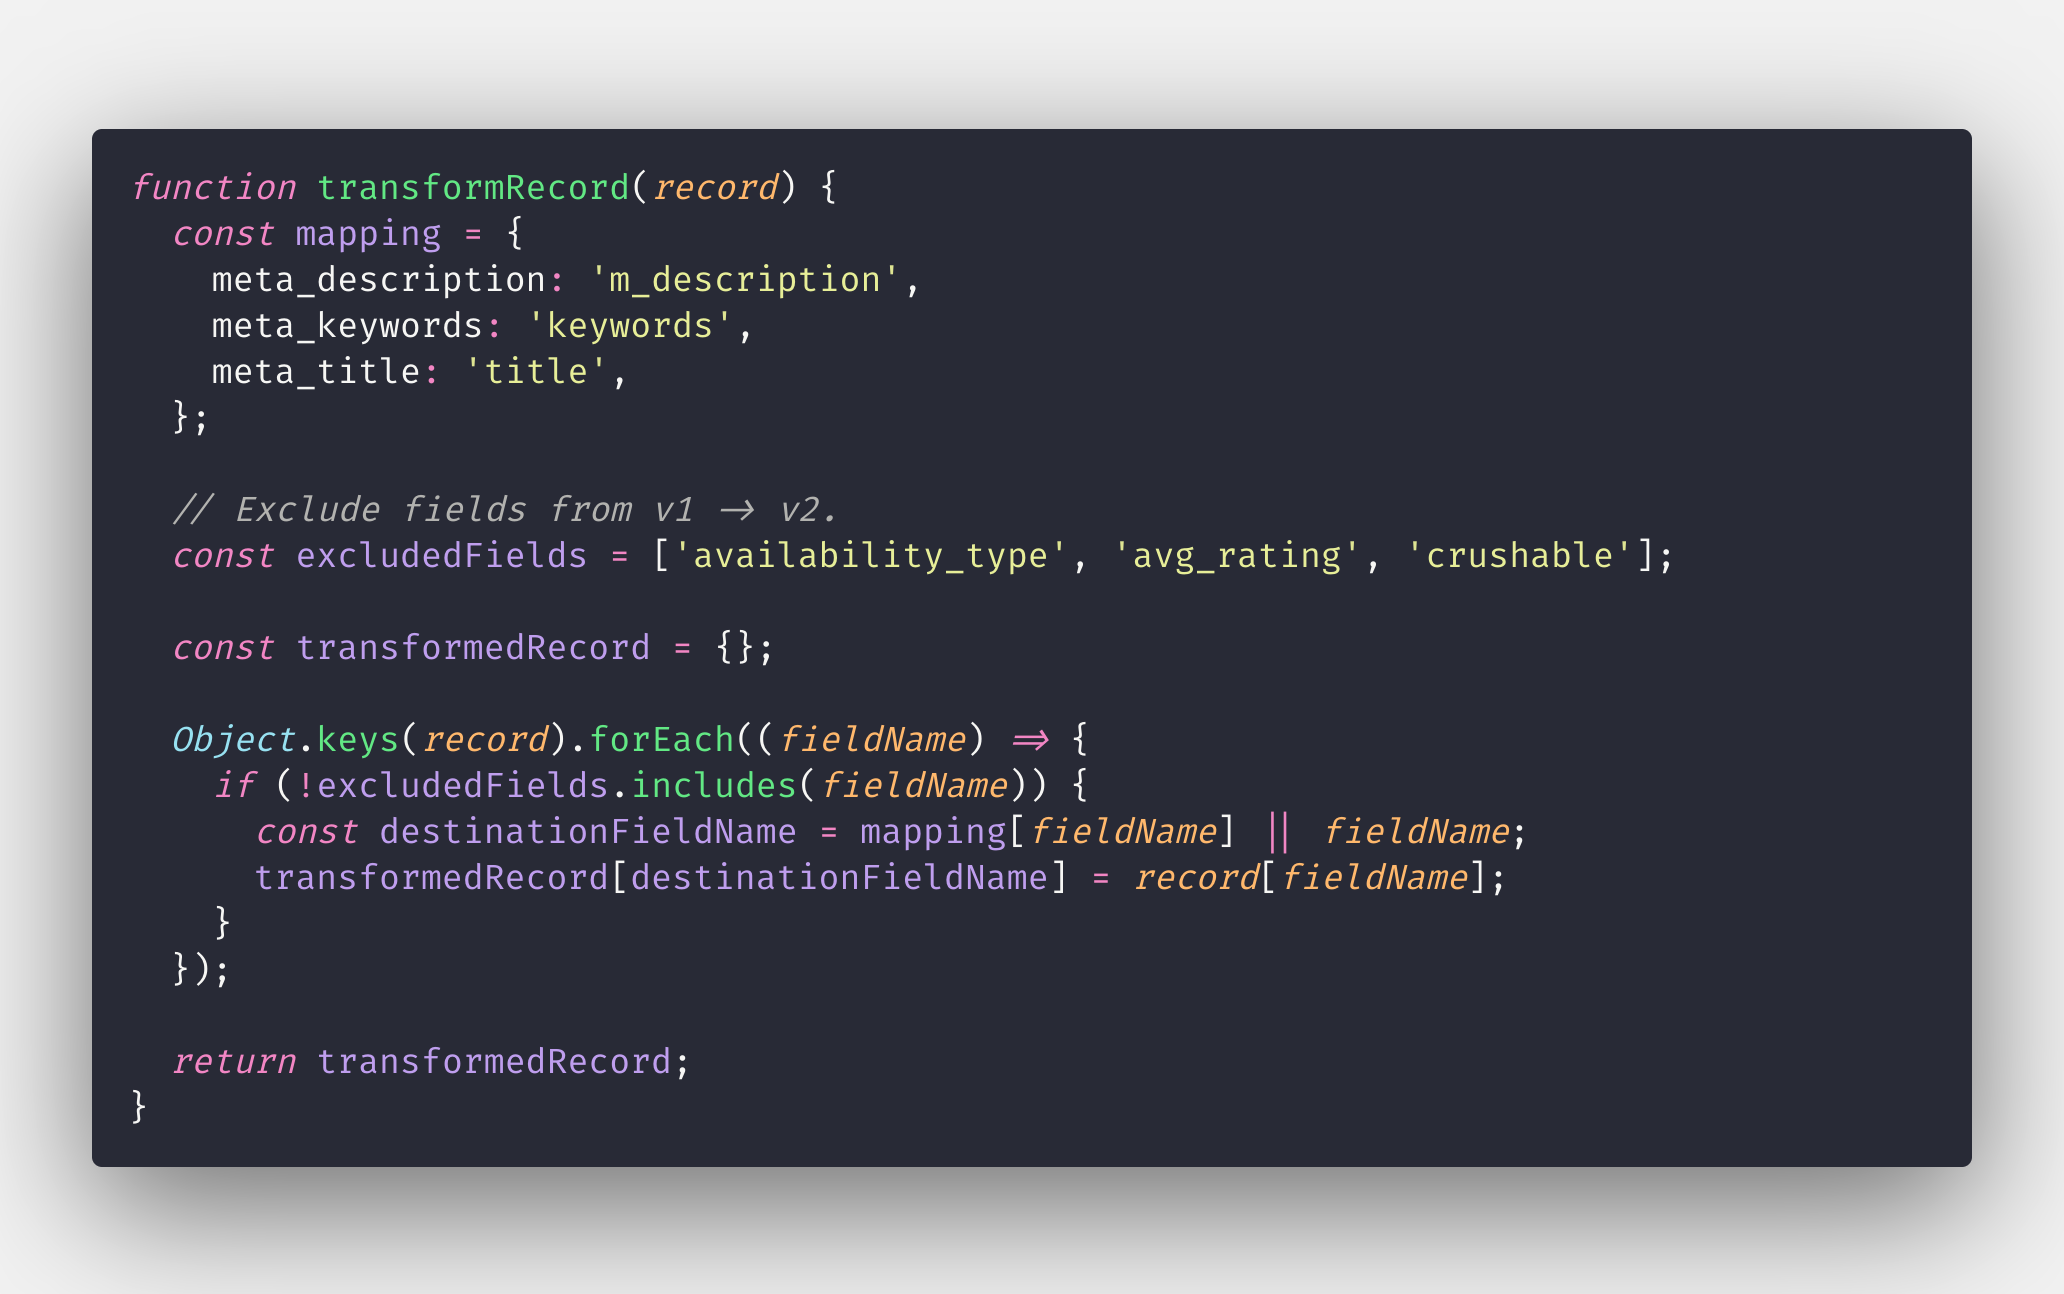 function transformRecord(record) {
  const mapping = {
    meta_description: 'm_description',
    meta_keywords: 'keywords',
    meta_title: 'title',
  };

  // Exclude fields from v1 -> v2.
  const excludedFields = ['availability_type', 'avg_rating', 'crushable'];

  const transformedRecord = {};

  Object.keys(record).forEach((fieldName) => {
    if (!excludedFields.includes(fieldName)) {
      const destinationFieldName = mapping[fieldName] || fieldName;
      transformedRecord[destinationFieldName] = record[fieldName];
    }
  });

  return transformedRecord;
}